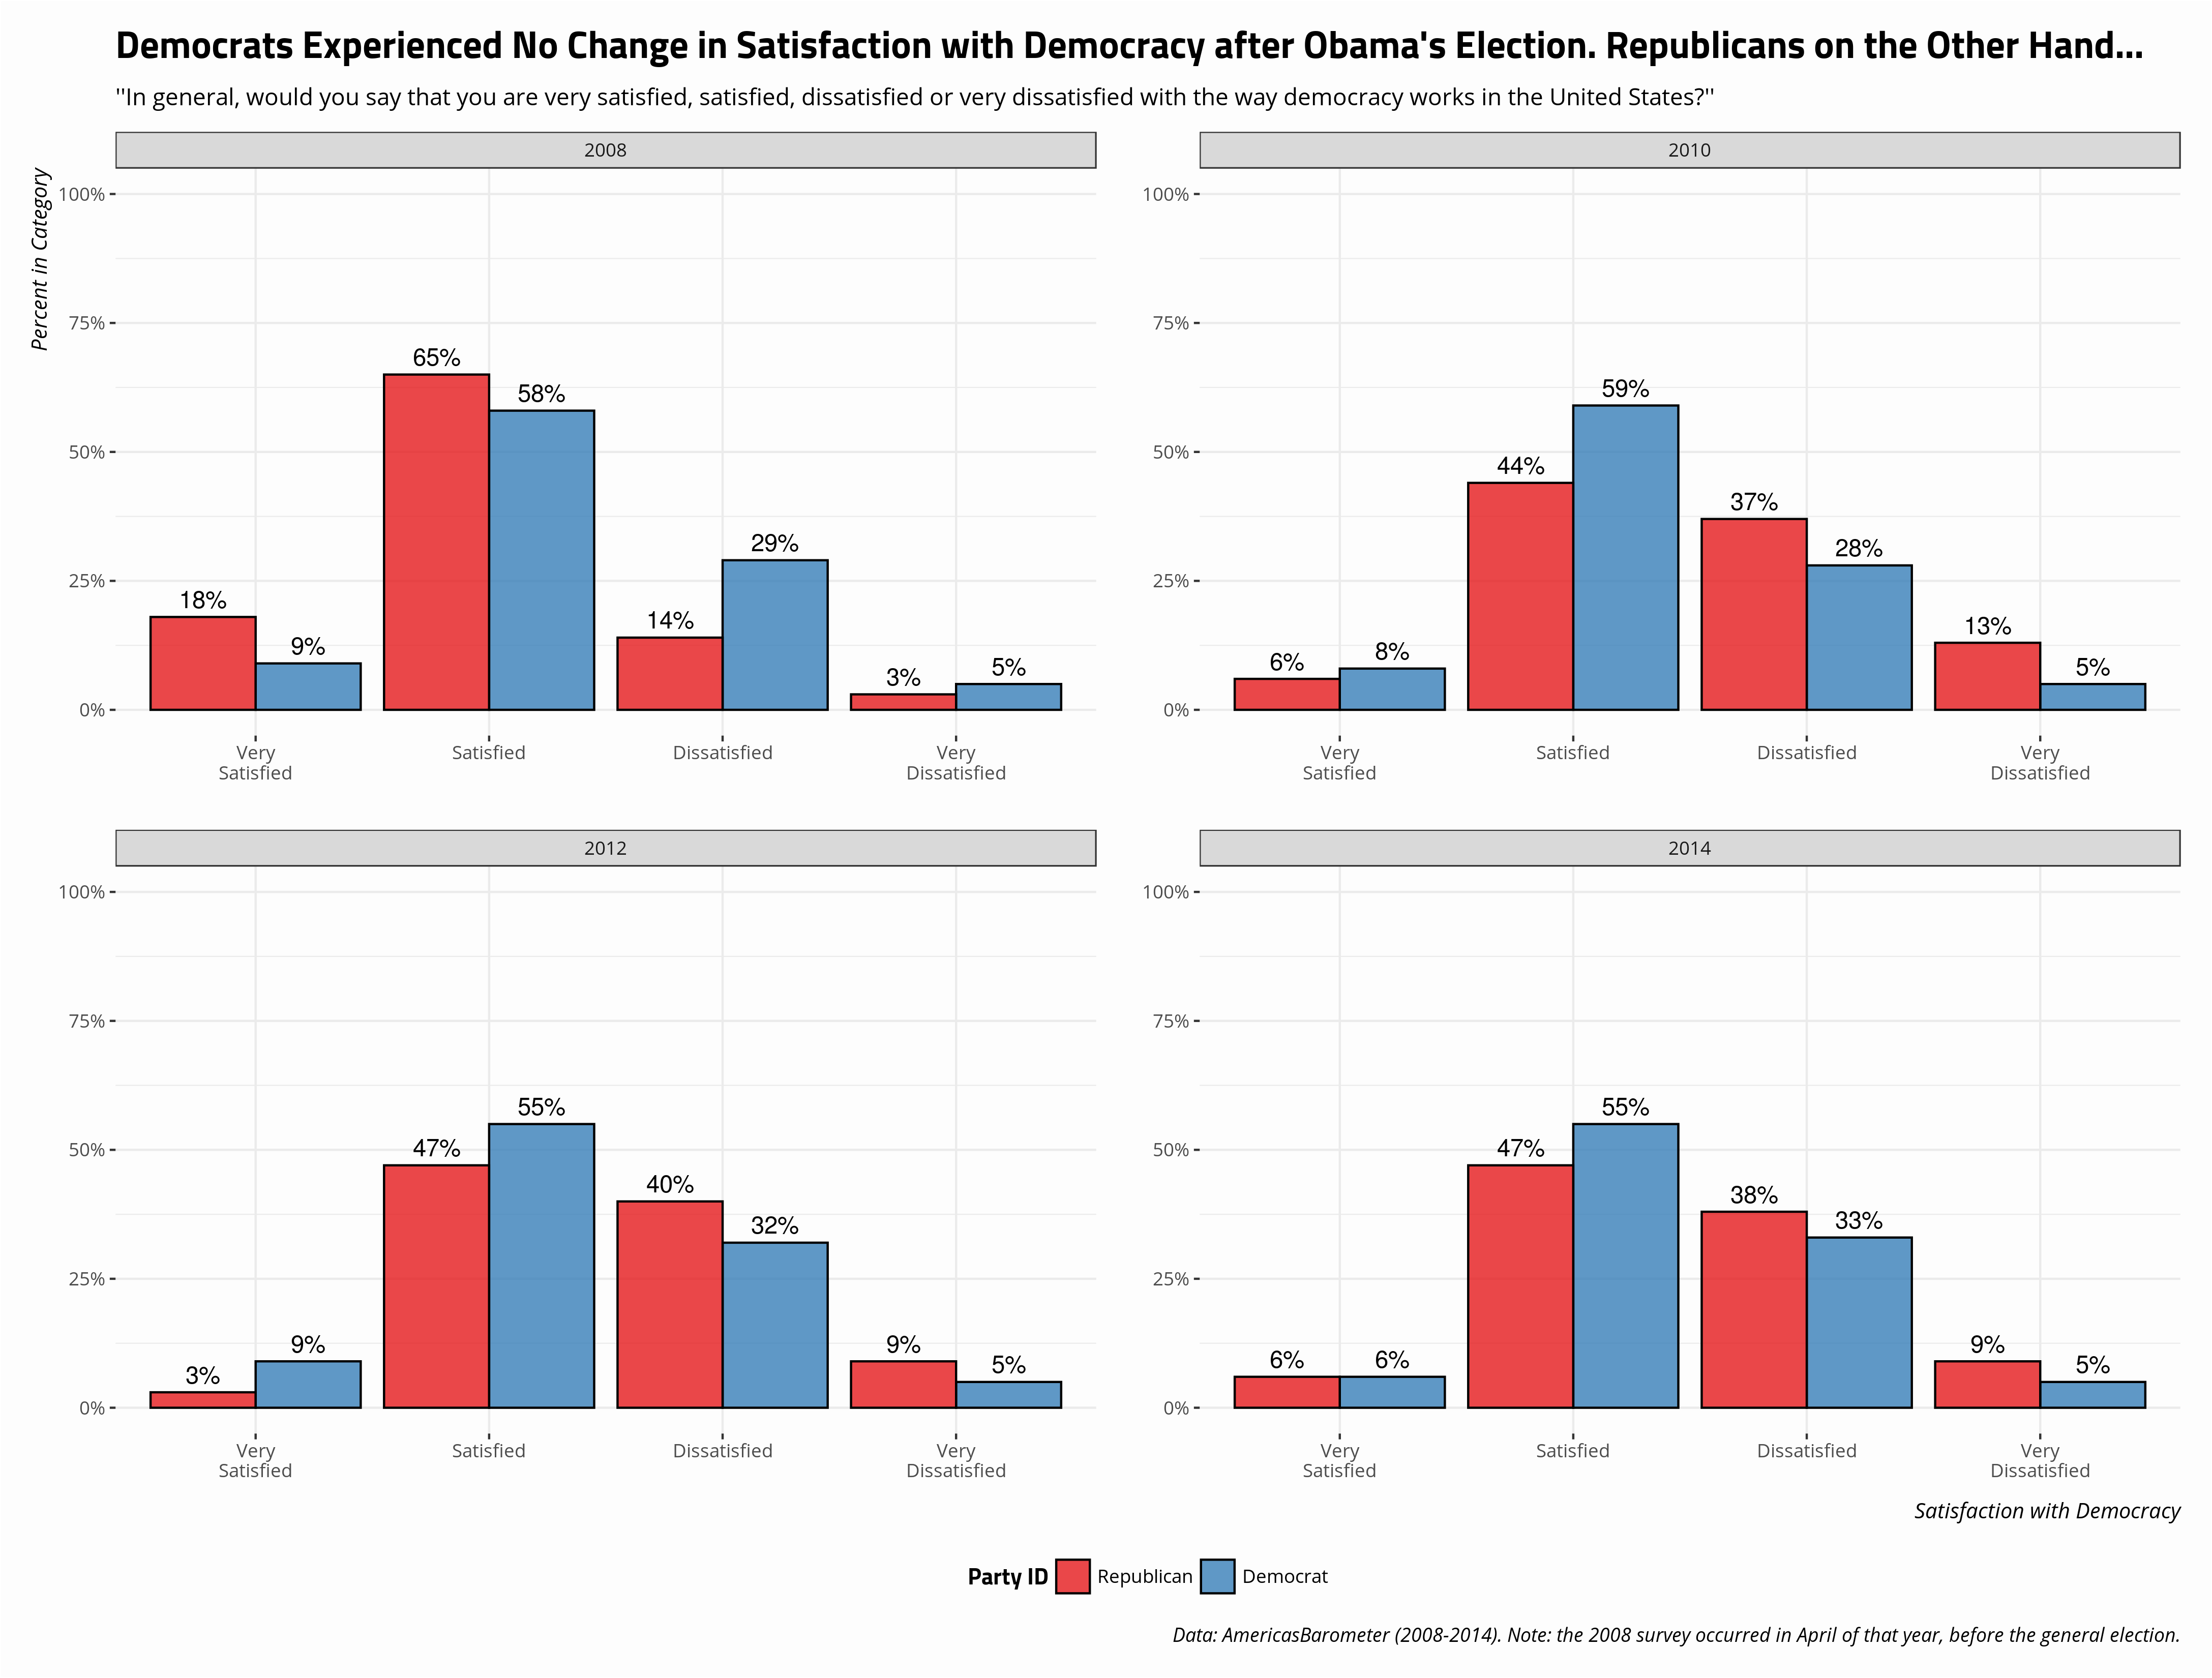 Democrats Experienced No Change in Satisfaction with Democracy after Obama's Election. Republicans on the Other Hand...
"In general, would you say that you are very satisfied, satisfied, dissatisfied or very dissatisfied with the way democracy works in the United States?"
Percent in Category
2008
100%
75%
50%
25%
0%
18%
9%
65%
58%
14%
29%
3%
5%
Very
Satisfied
Satisfied
Dissatisfied
Very
Dissatisfied
2010
100%
75%
50%
25%
0%
6%
8%
44%
59%
37%
28%
13%
5%
Very
Satisfied
Satisfied
Dissatisfied
Very
Dissatisfied
2012
100%
75%
50%
25%
0%
3%
9%
47%
55%
40%
32%
9%
5%
Very
Satisfied
Satisfied
Dissatisfied
Very
Dissatisfied
2014
100%
75%
50%
25%
0%
6%
6%
47%
55%
38%
33%
9%
5%
Very
Satisfied
Satisfied
Dissatisfied
Very
Dissatisfied
Satisfaction with Democracy
Party ID Republican Democrat
Data: AmericasBarometer (2008-2014). Note: the 2008 survey occurred in April of that year, before the general election.